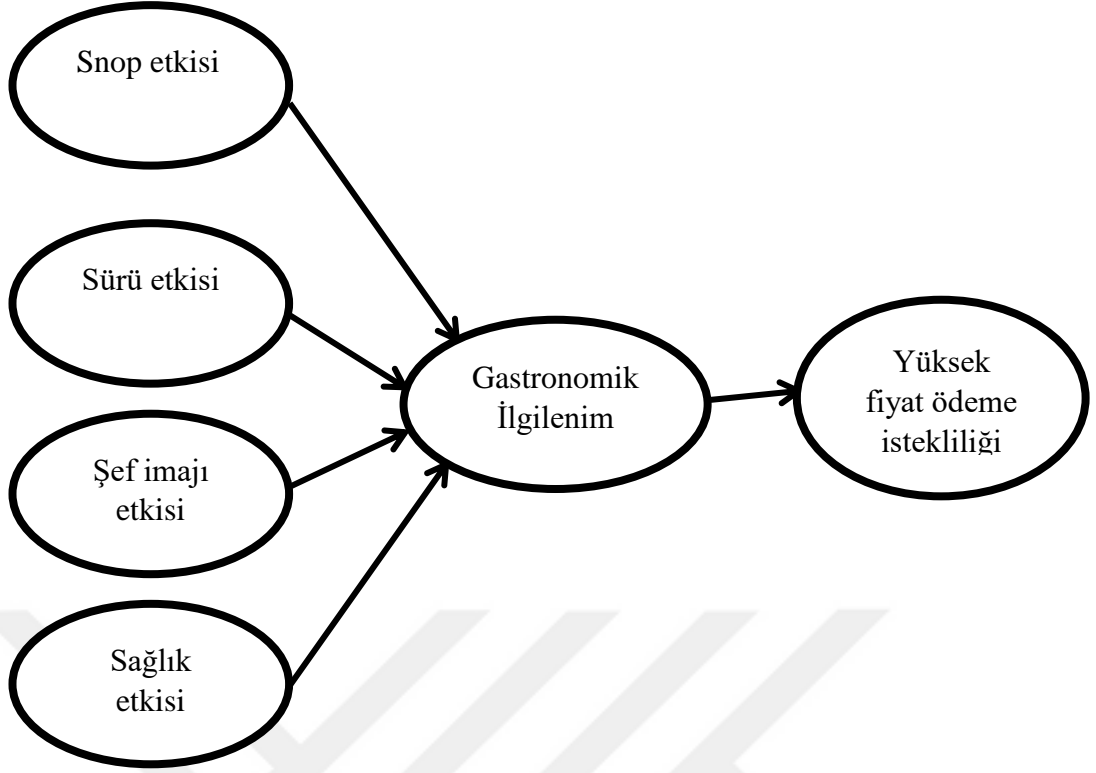 Snop etkisi
Sürü etkisi
Şef imajı
etkisi
Sağlık
etkisi
Gastronomik
İlgilenim
Yüksek
fiyat ödeme
istekliliği